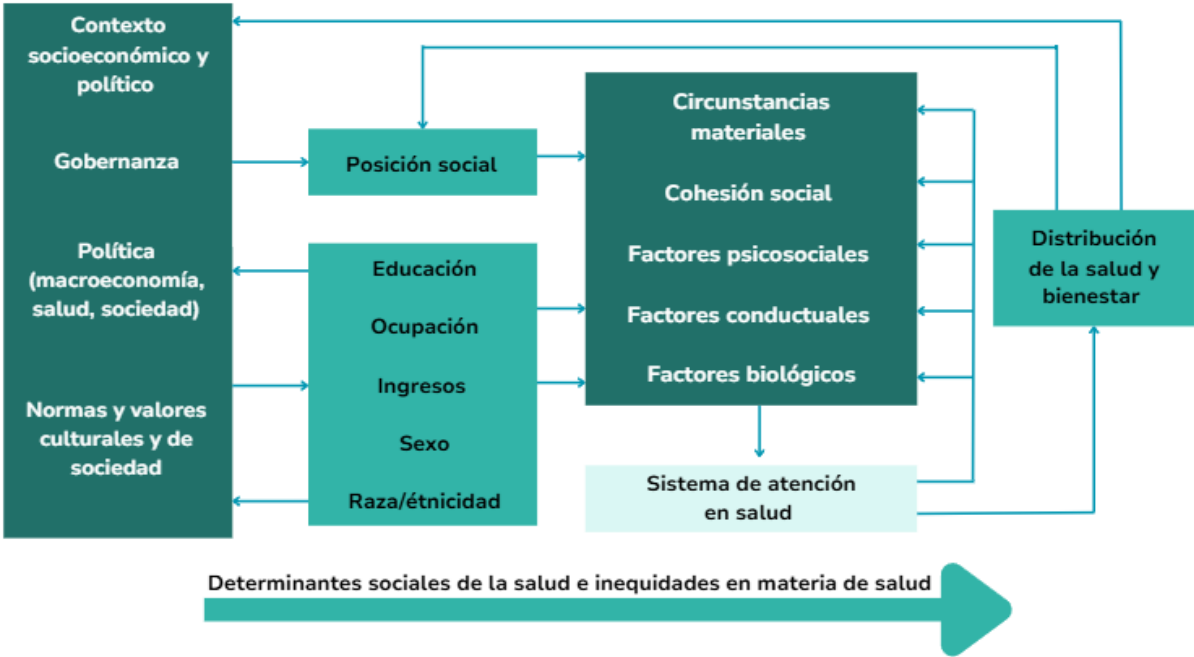 Contexto
socioeconómico y
político
Gobernanza
Política
(macroeconomía,
salud, sociedad)
Normas y valores
culturales y de
sociedad
Posición social
Educación
Ocupación
Ingresos
Sexo
Raza/étnicidad
Circunstancias
materiales
Cohesión social
Factores psicosociales
Factores conductuales
Factores biológicos
Sistema de atención
en salud
Distribución
de la salud y
bienestar
Determinantes sociales de la salud e inequidades en materia de salud